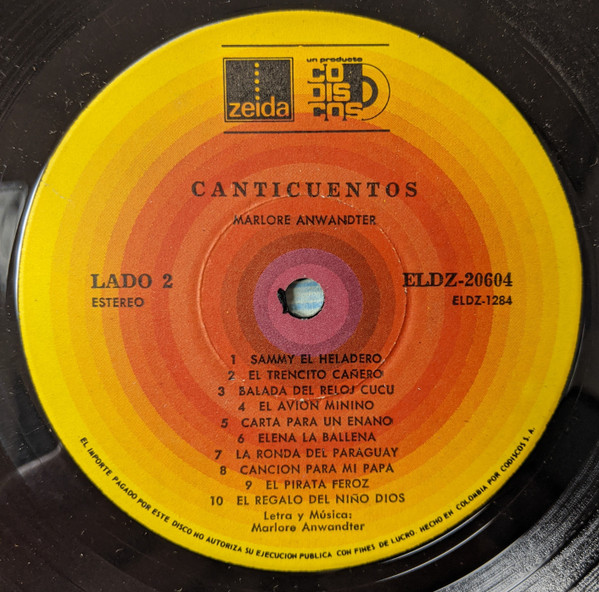 un producto
zeida
CO
DIS
COS
CANTICUENTOS
MARLORE ANWANDTER
LADO 2
ESTEREO
ELDZ-20604
ELDZ-1284
1 SAMMY EL HELADERO
2 EL TRENCITO CAÑERO
3 BALADA DEL RELOJ CUCU
4 EL AVION MININO
5 CARTA PARA UN ENANO
6 ELENA LA BALLENA
7 LA RONDA DEL PARAGUAY
8 CANCION PARA MI PAPA
9 EL PIRATA FEROZ
10 EL REGALO DEL NIÑO DIOS
Letra y Música:
Marlore Anwandter
EL IMPORTE PAGADO POR ESTE DISCO NO AUTORIZA SU EJECUCION PUBLICA CON FINES DE LUCRO. HECHO EN COLOMBIA POR CODISCOS S. A.